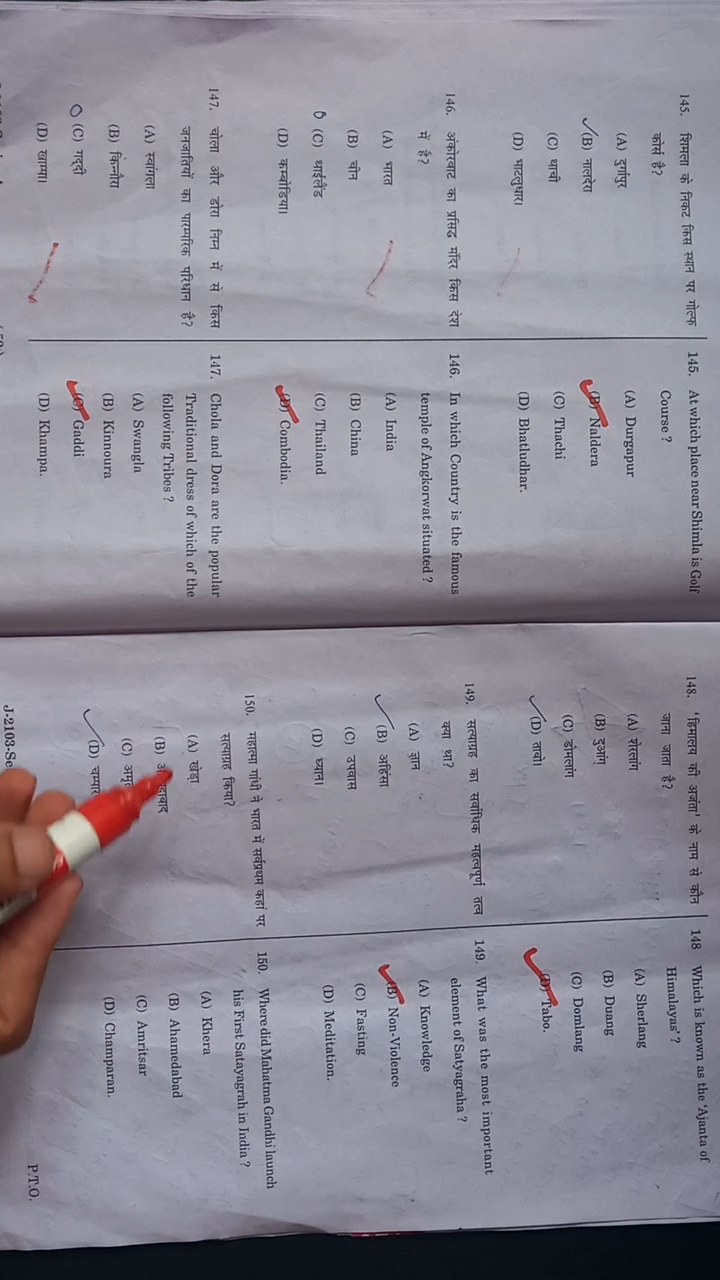 145. शिमला के निकट किस स्थान पर गोल्फ
कोर्स है?
(A) दुर्गापुर
(B) नालदेरा
(C) थाची
(D) भाटलुधार।
146. अंकोरवाट का प्रसिद्ध मंदिर किस देश
में है?
(A) भारत
(B) चीन
(C) थाईलैंड
(D) कम्बोडिया।
147. चोला और डोरा निम्न में से किस
जनजातियों का पारम्परिक परिधान है?
(A) स्वांगला
(B) किन्नौरा
(C) गद्दी
(D) खाम्पा।
145. At which place near Shimla is Golf
Course ?
(A) Durgapur
(B) Naldera
(C) Thachi
(D) Bhatludhar.
146. In which Country is the famous
temple of Angkorwat situated ?
(A) India
(B) China
(C) Thailand
(D) Combodia.
147. Chola and Dora are the popular
Traditional dress of which of the
following Tribes ?
(A) Swangla
(B) Kinnoura
(C) Gaddi
(D) Khampa.
148. 'हिमालय की अजंता' के नाम से कौन
जाना जाता है?
(A) शेरलांग
(B) दुआंग
(C) डोमलांग
(D) ताबो।
149. सत्याग्रह का सर्वाधिक महत्वपूर्ण तत्व
क्या था?
(A) ज्ञान
(B) अहिंसा
(C) उपवास
(D) ध्यान।
150. महात्मा गांधी ने भारत में सर्वप्रथम कहां पर
सत्याग्रह किया?
(A) खेड़ा
(B)
(C)
(D)
148 Which is known as the 'Ajanta of
Himalayas' ?
(A) Sherlang
(B) Duang
(C) Domlang
(D) Tabo.
149. What was the most important
element of Satyagraha ?
(A) Knowledge
(B) Non-Violence
(C) Fasting
(D) Meditation.
150. Where did Mahatma Gandhi launch
his First Satayagrah in India ?
(A) Khera
(B) Ahamedabad
(C) Amritsar
(D) Champaran.
J-2103-Se
P.T.O.